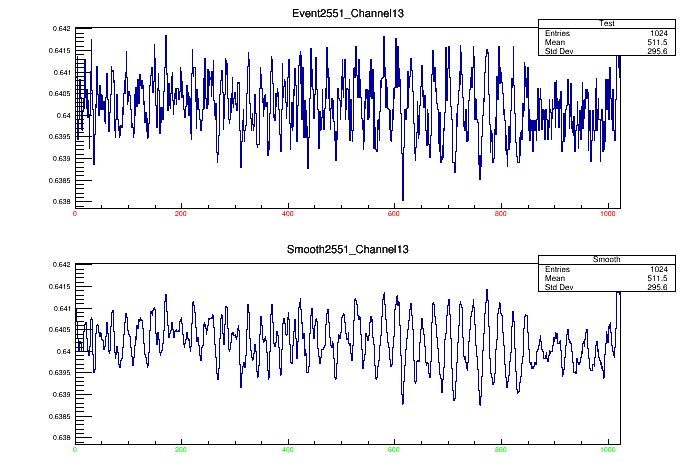 Event2551_Channel13
Test
Entries 1024
Mean 511.5
Std Dev 295.6
0.642
0.6415
0.641
0.6405
0.64
0.6395
0.639
0.6385
0.638
0 200 400 600 800 1000
Smooth2551_Channel13
Smooth
Entries 1024
Mean 511.5
Std Dev 295.6
0.642
0.6415
0.641
0.6405
0.64
0.6395
0.639
0.6385
0.638
0 200 400 600 800 1000